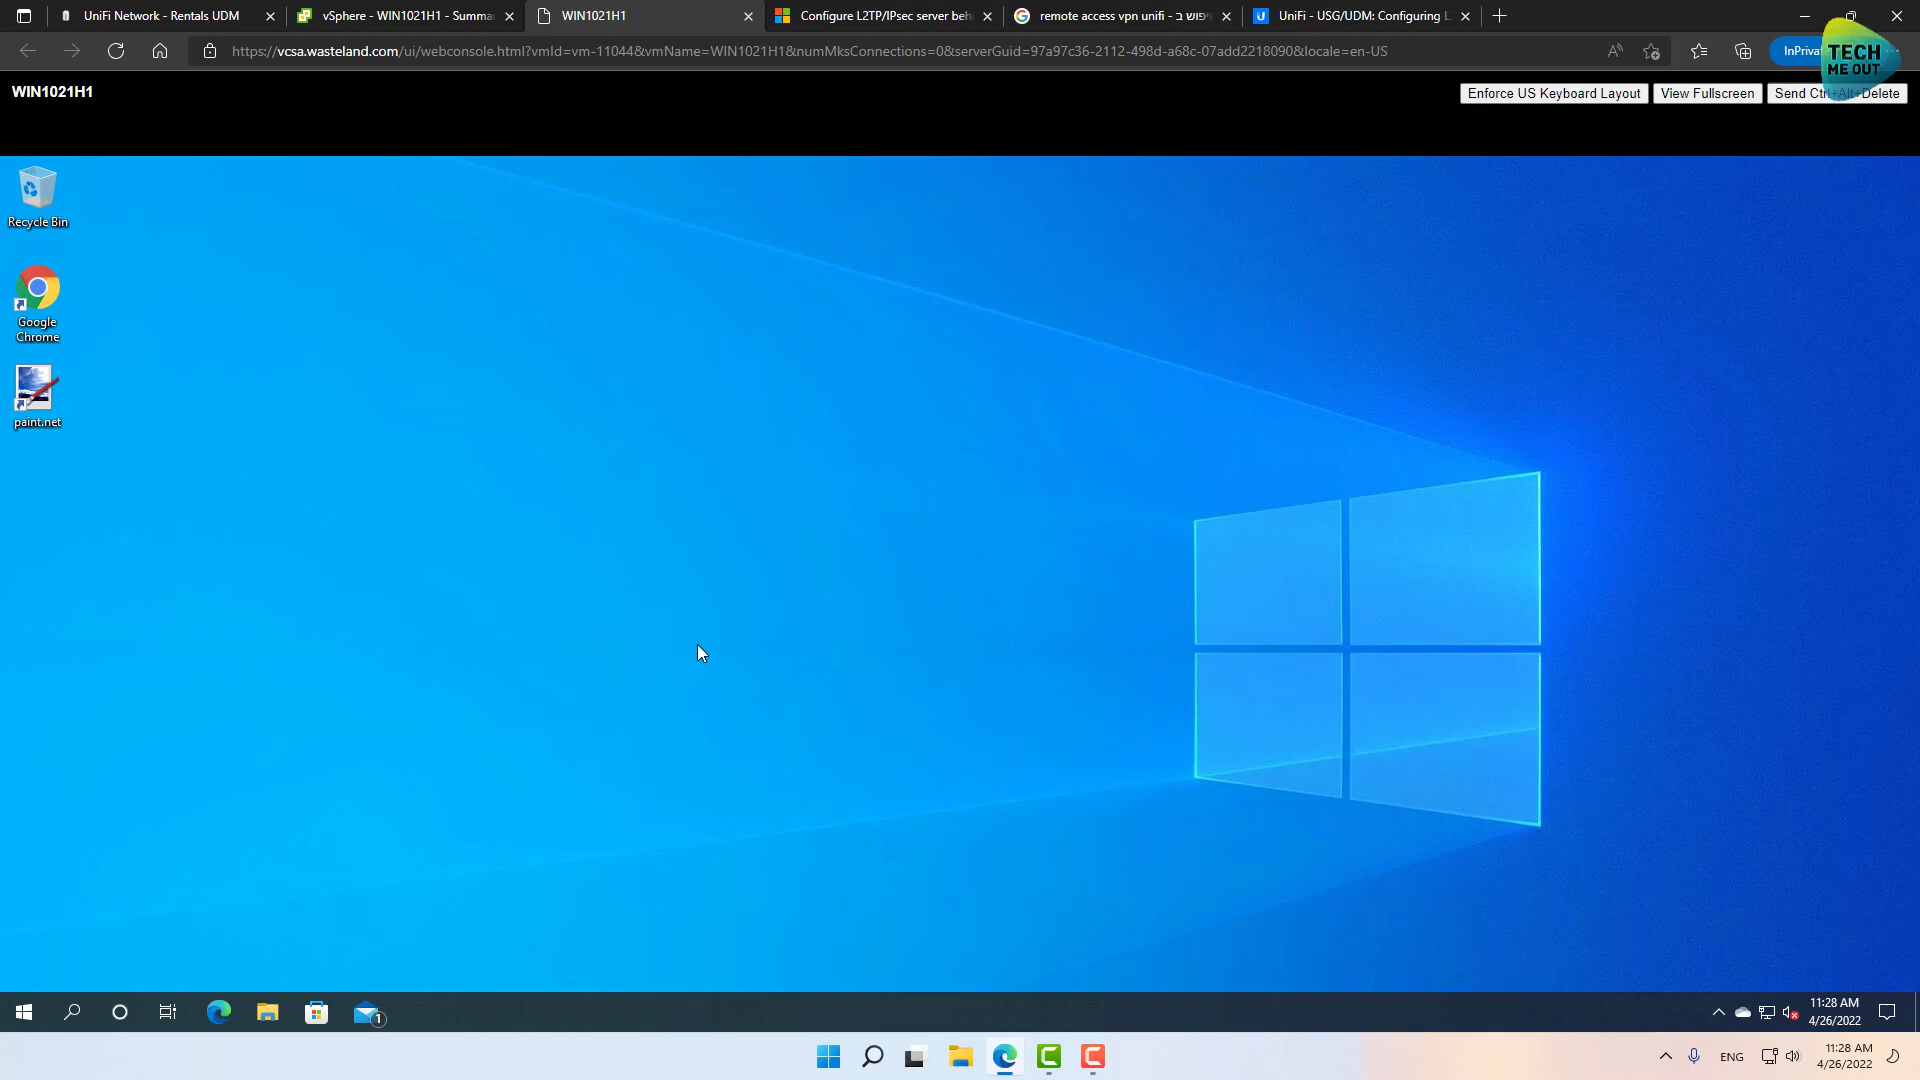 UniFi Network - Rentals UDM
vSphere - WIN1021H1 - Summa
WIN1021H1
Configure L2TP/IPsec server beh
remote access vpn unifi - חיפוש ב
UniFi - USG/UDM: Configuring L
https://vcsa.wasteland.com/ui/webconsole.html?vmId=vm-11044&vmName=WIN1021H1&numMksConnections=0&serverGuid=97a97c36-2112-498d-a68c-07add2218090&locale=en-US
InPrivate
TECH
ME OUT
WIN1021H1
Enforce US Keyboard Layout
View Fullscreen
Send Ctrl+Alt+Delete
Recycle Bin
Google
Chrome
paint.net
1
11:28 AM
4/26/2022
ENG
11:28 AM
4/26/2022